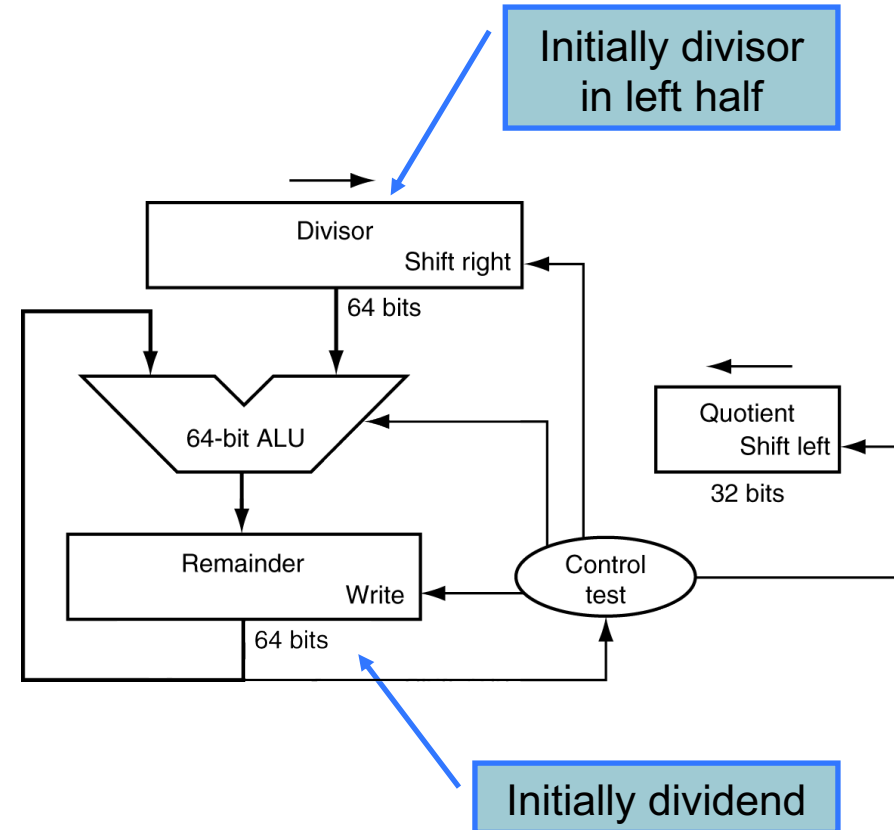 Initially divisor
in left half
Divisor
Shift right
64 bits
64-bit ALU
Quotient
Shift left
32 bits
Remainder
Write
Control
test
64 bits
Initially dividend